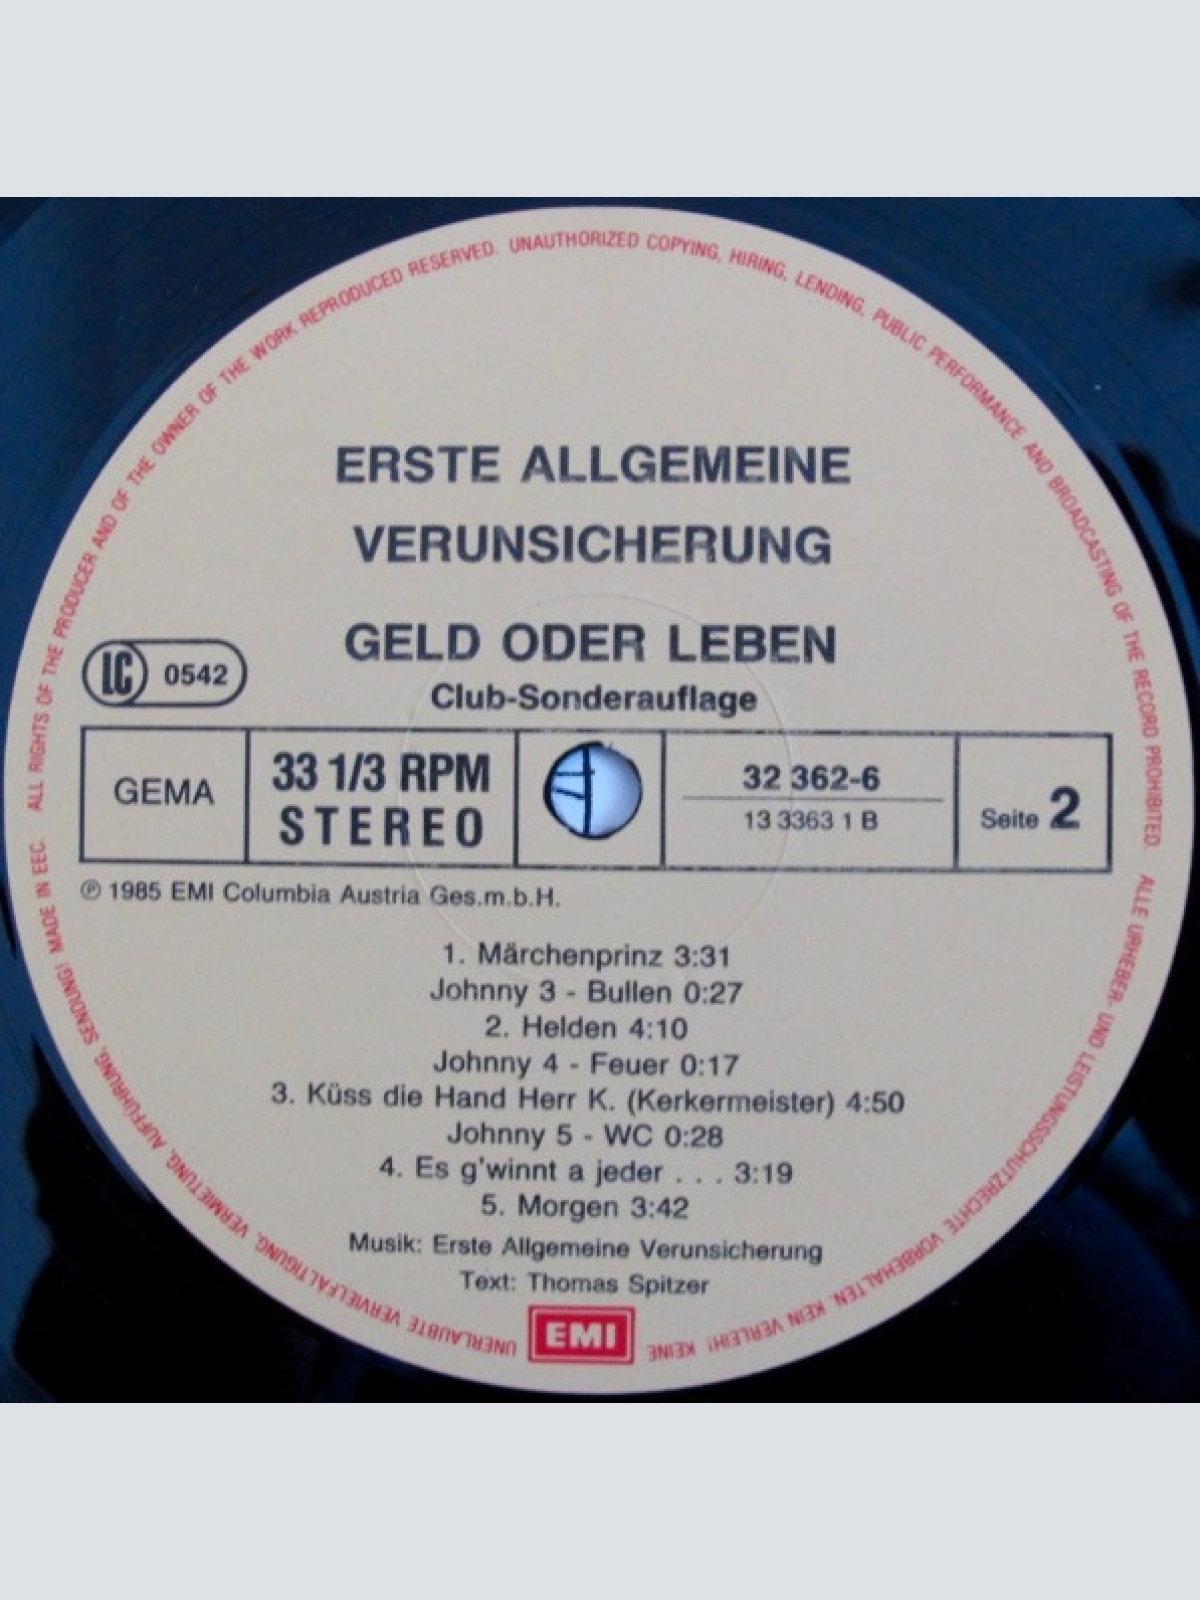 ERSTE ALLGEMEINE
VERUNSICHERUNG
GELD ODER LEBEN
Club-Sonderauflage
LC 0542
GEMA
33 1/3 RPM
STEREO
32 362-6
13 3363 1 B
Seite 2
℗ 1985 EMI Columbia Austria Ges.m.b.H.
1. Märchenprinz 3:31
Johnny 3 - Bullen 0:27
2. Helden 4:10
Johnny 4 - Feuer 0:17
3. Küss die Hand Herr K. (Kerkermeister) 4:50
Johnny 5 - WC 0:28
4. Es g'winnt a jeder . . . 3:19
5. Morgen 3:42
Musik: Erste Allgemeine Verunsicherung
Text: Thomas Spitzer
EMI
ALL RIGHTS OF THE PRODUCER AND OF THE OWNER OF THE WORK REPRODUCED RESERVED. UNAUTHORIZED COPYING, HIRING, LENDING, PUBLIC PERFORMANCE AND BROADCASTING OF THE RECORD PROHIBITED.
ALLE URHEBER- UND LEISTUNGSSCHUTZRECHTE VORBEHALTEN. KEIN VERLEIH! KEINE UNERLAUBTE VERVIELFÄLTIGUNG, VERMIETUNG, AUFFÜHRUNG, SENDUNG! MADE IN EEC.